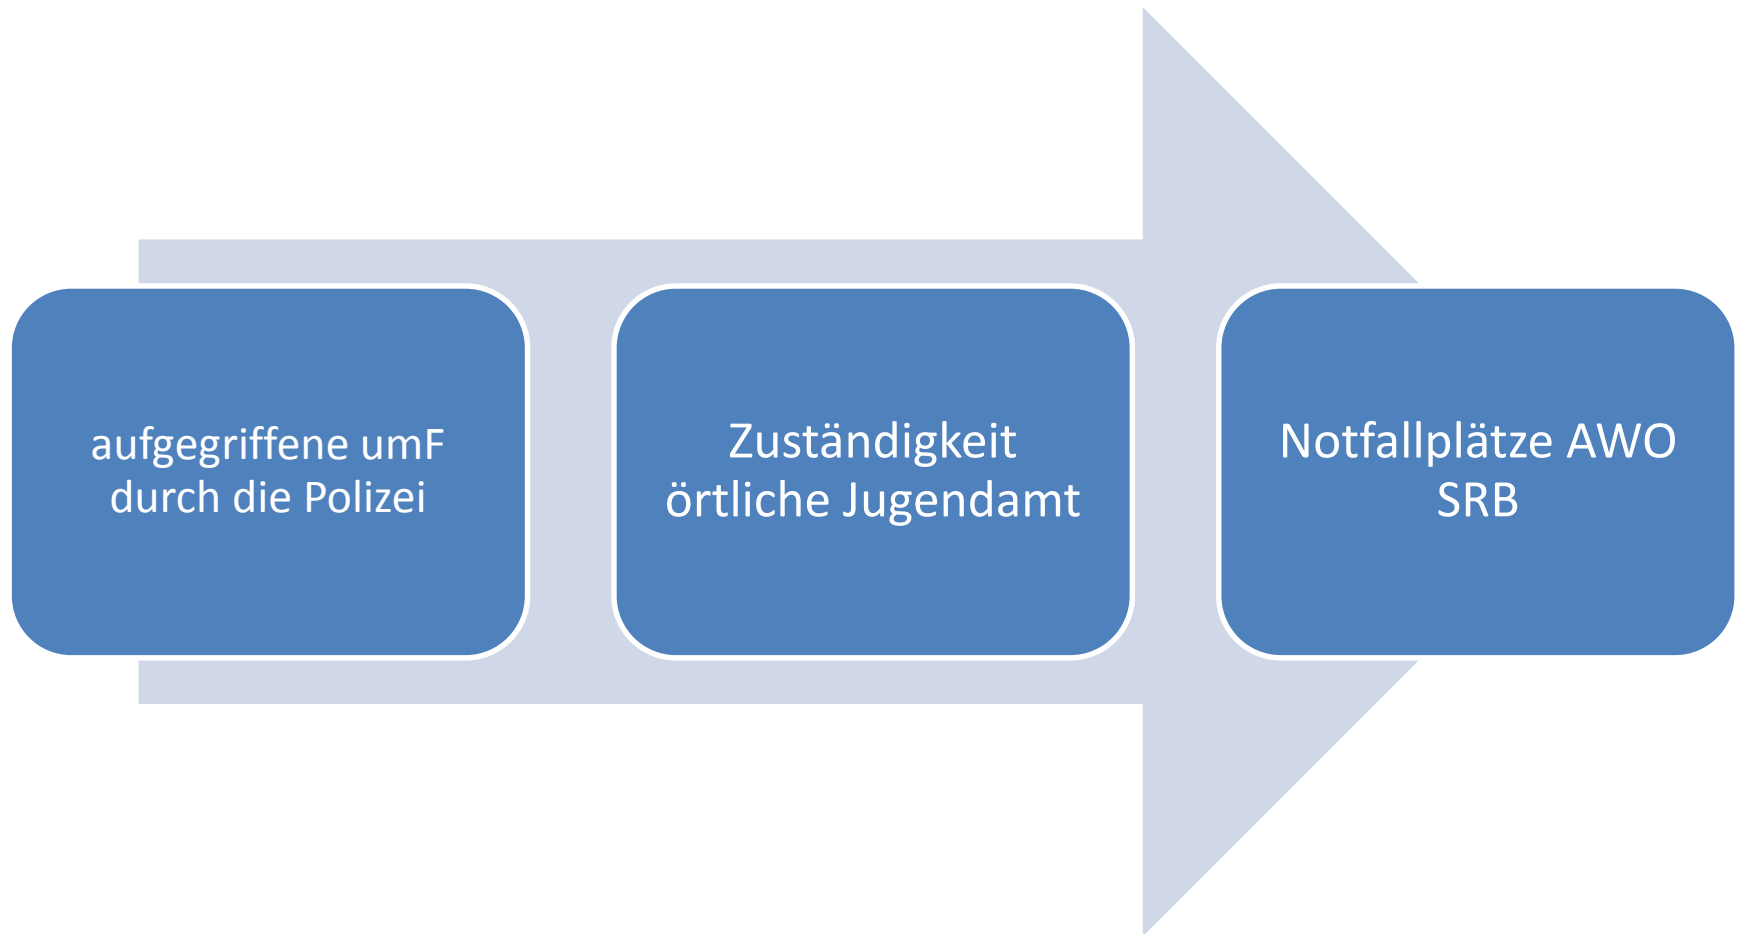 aufgegriffene umF
durch die Polizei
Zuständigkeit
örtliche Jugendamt
Notfallplätze AWO
SRB